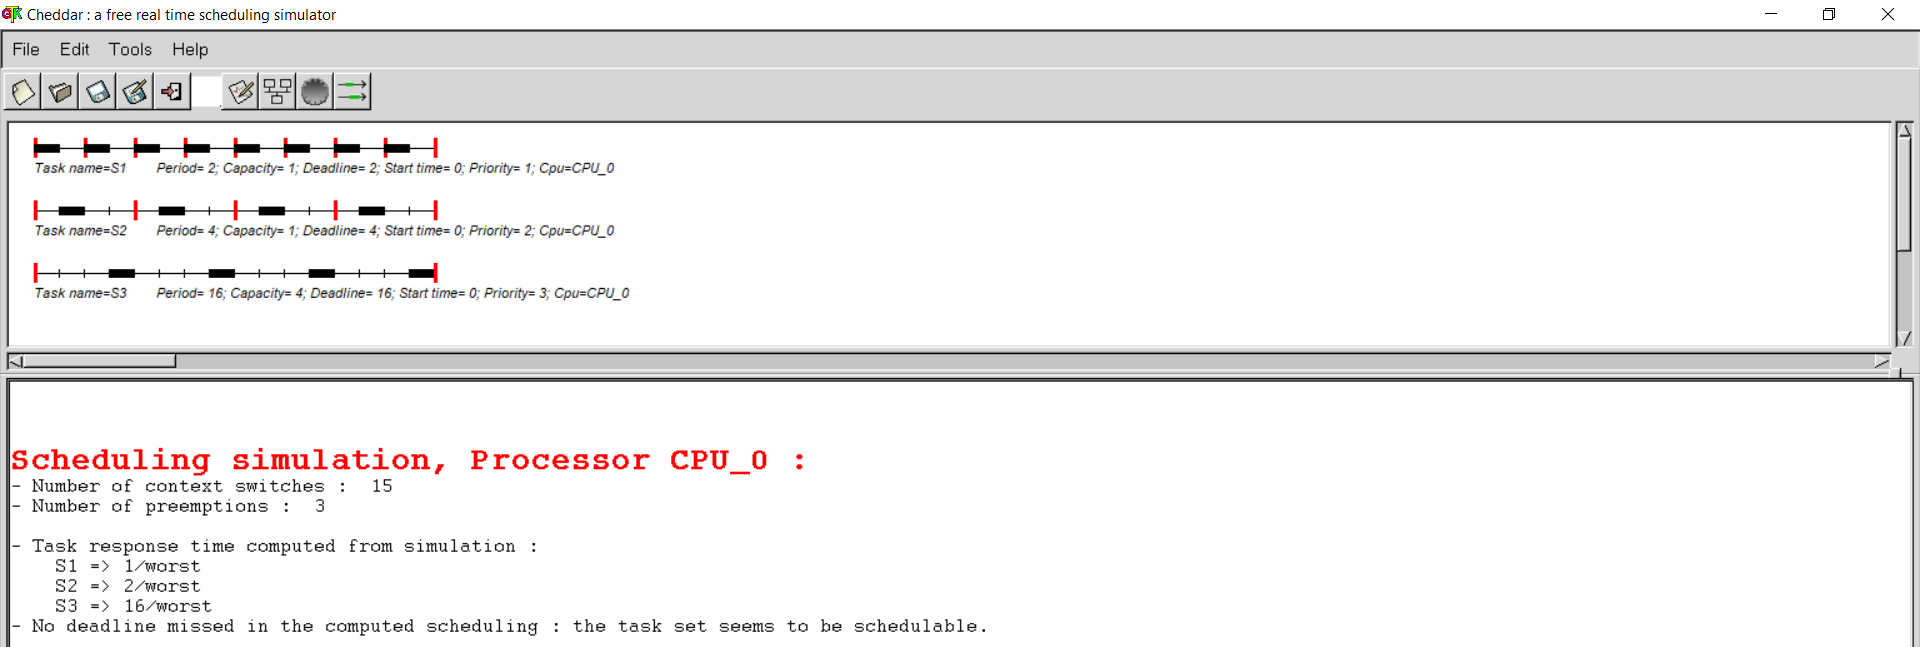 Cheddar : a free real time scheduling simulator
File Edit Tools Help
Task name=S1 Period= 2; Capacity= 1; Deadline= 2; Start time= 0; Priority= 1; Cpu=CPU_0
Task name=S2 Period= 4; Capacity= 1; Deadline= 4; Start time= 0; Priority= 2; Cpu=CPU_0
Task name=S3 Period= 16; Capacity= 4; Deadline= 16; Start time= 0; Priority= 3; Cpu=CPU_0
Scheduling simulation, Processor CPU_0 :
- Number of context switches : 15
- Number of preemptions : 3
- Task response time computed from simulation :
S1 => 1/worst
S2 => 2/worst
S3 => 16/worst
- No deadline missed in the computed scheduling : the task set seems to be schedulable.